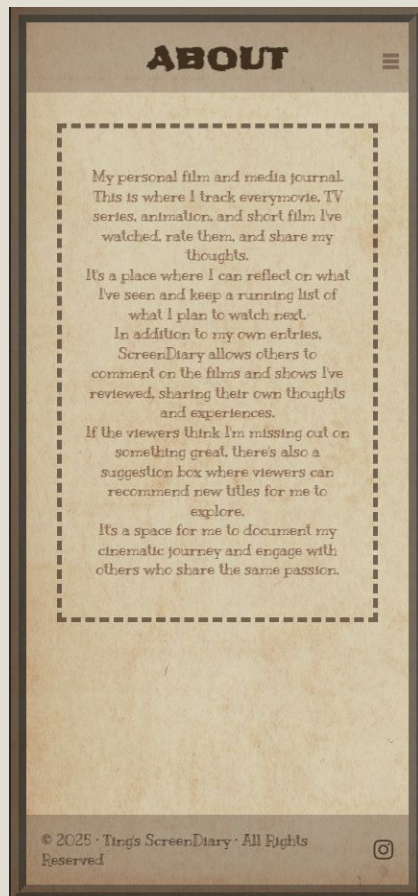 ABOUT
My personal film and media journal.
This is where I track everymovie, TV
series, animation, and short film I've
watched, rate them, and share my
thoughts.
It's a place where I can reflect on what
I've seen and keep a running list of
what I plan to watch next.
In addition to my own entries,
ScreenDiary allows others to
comment on the films and shows I've
reviewed, sharing their own thoughts
and experiences.
If the viewers think I'm missing out on
something great, there's also a
suggestion box where viewers can
recommend new titles for me to
explore.
It's a space for me to document my
cinematic journey and engage with
others who share the same passion.
© 2025 · Ting's ScreenDiary · All Rights
Reserved